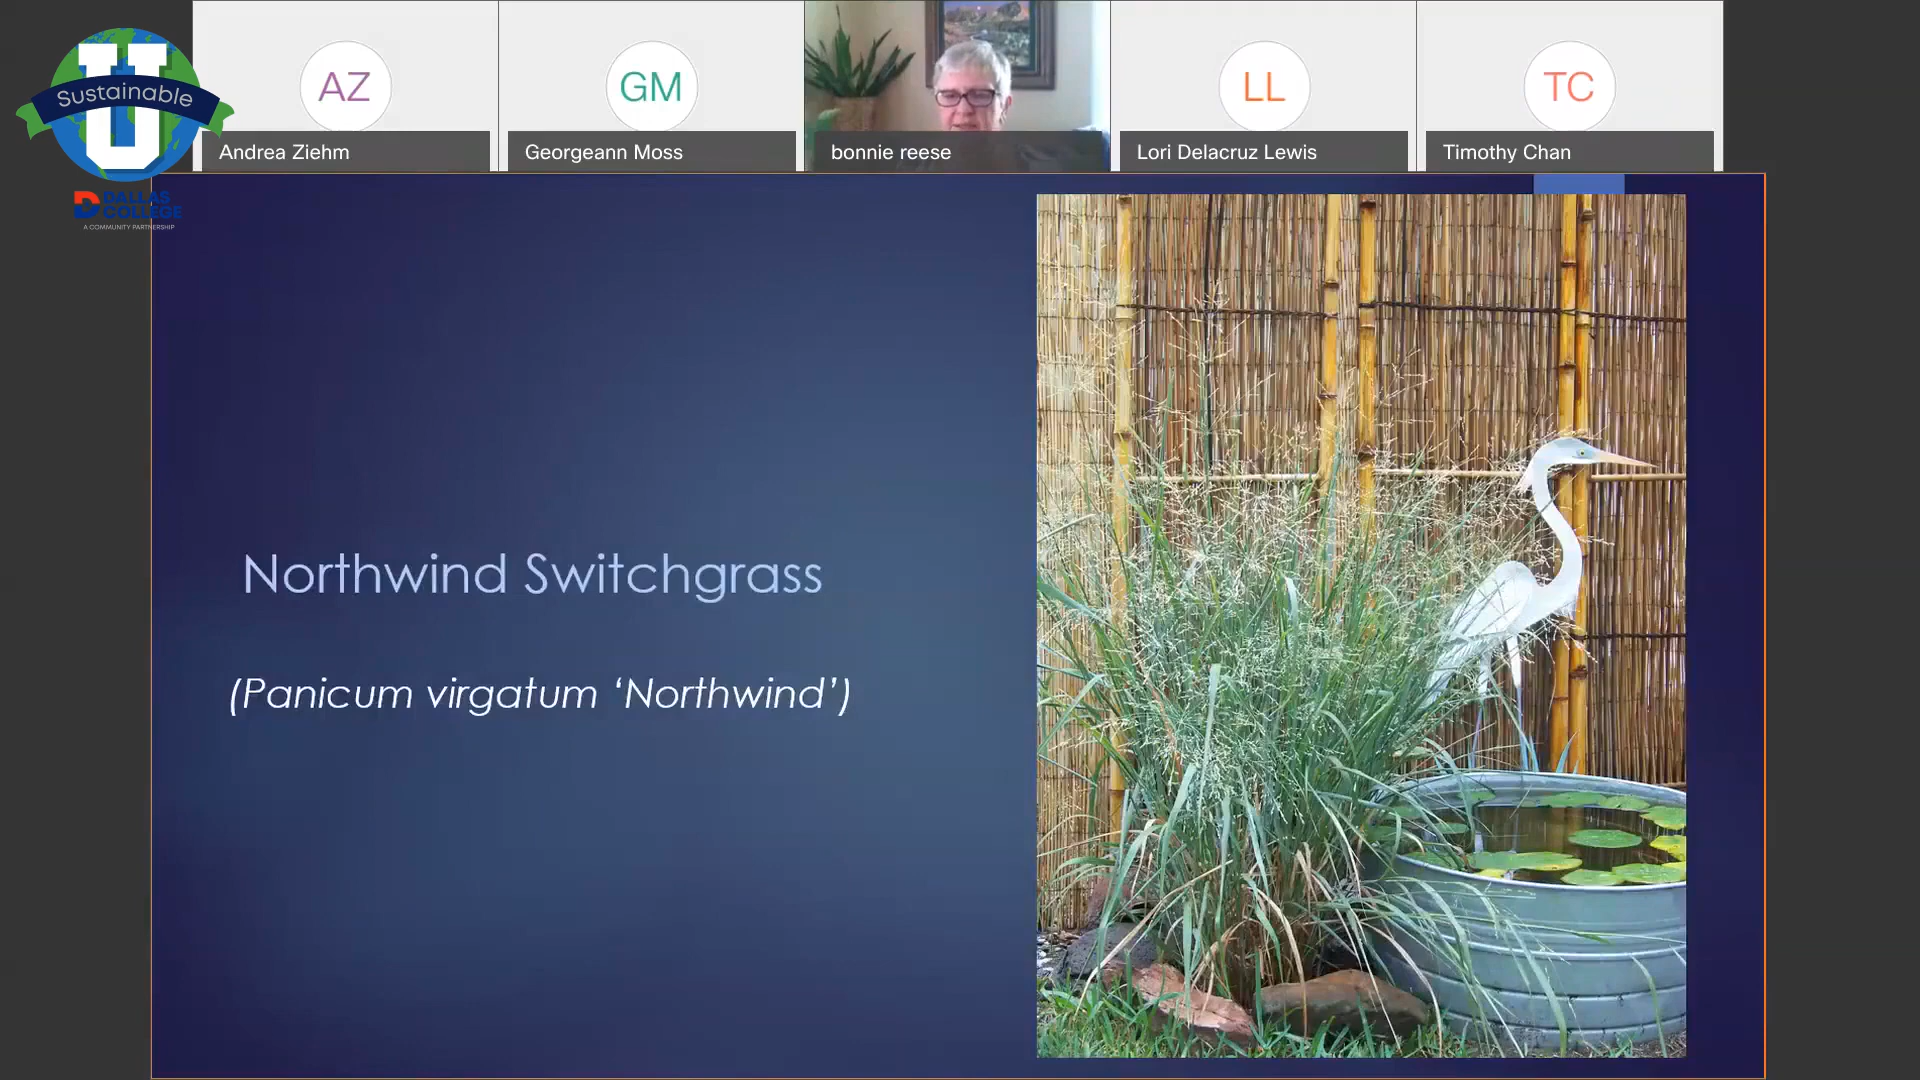 U
Sustainable
DALLAS
COLLEGE
A COMMUNITY PARTNERSHIP
AZ
Andrea Ziehm
GM
Georgeann Moss
bonnie reese
LL
Lori Delacruz Lewis
TC
Timothy Chan
Northwind Switchgrass
(Panicum virgatum ‘Northwind’)